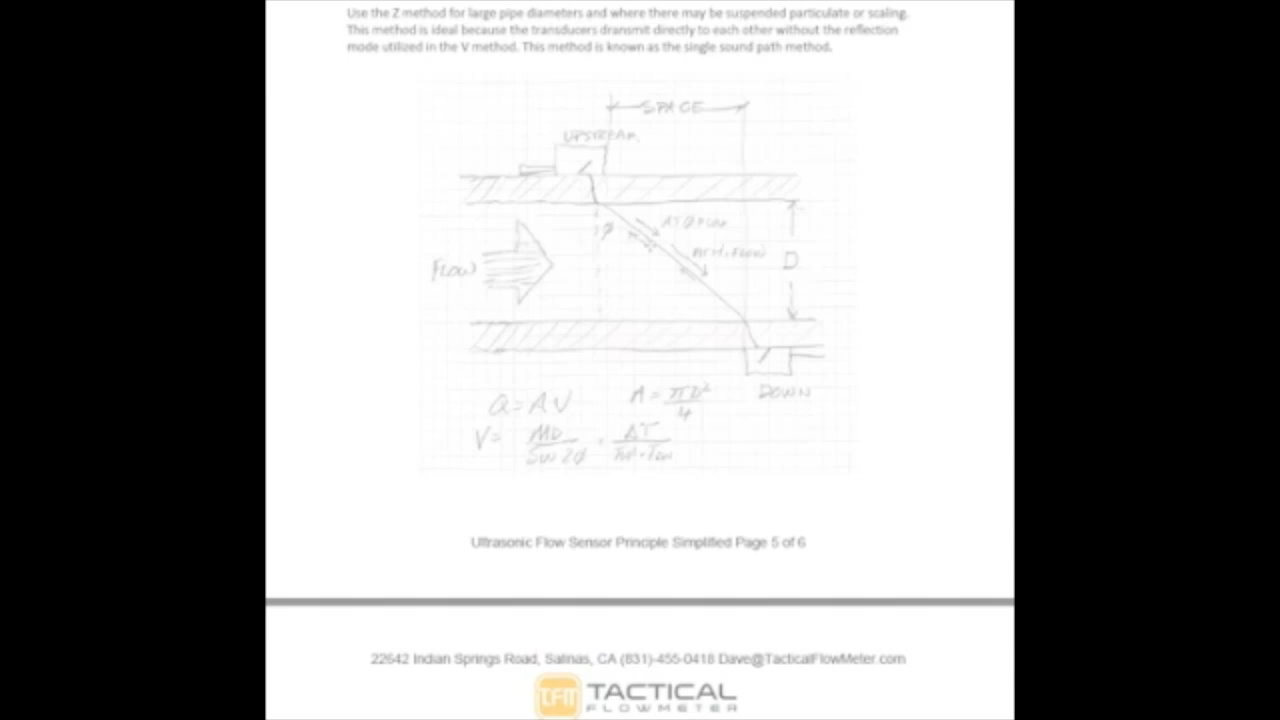 Use the Z method for large pipe diameters and where there may be suspended particulate or scaling.
This method is ideal because the transducers dransmit directly to each other without the reflection
mode utilized in the V method. This method is known as the single sound path method.
SPACE
UPSTREAM
FLOW
D
DOWN
Q = AV
A = πD²/4
V = MD/SIN 2Ø · ΔT
Ultrasonic Flow Sensor Principle Simplified Page 5 of 6
22642 Indian Springs Road, Salinas, CA (831)-455-0418 Dave@TacticalFlowMeter.com
TFM TACTICAL
FLOWMETER